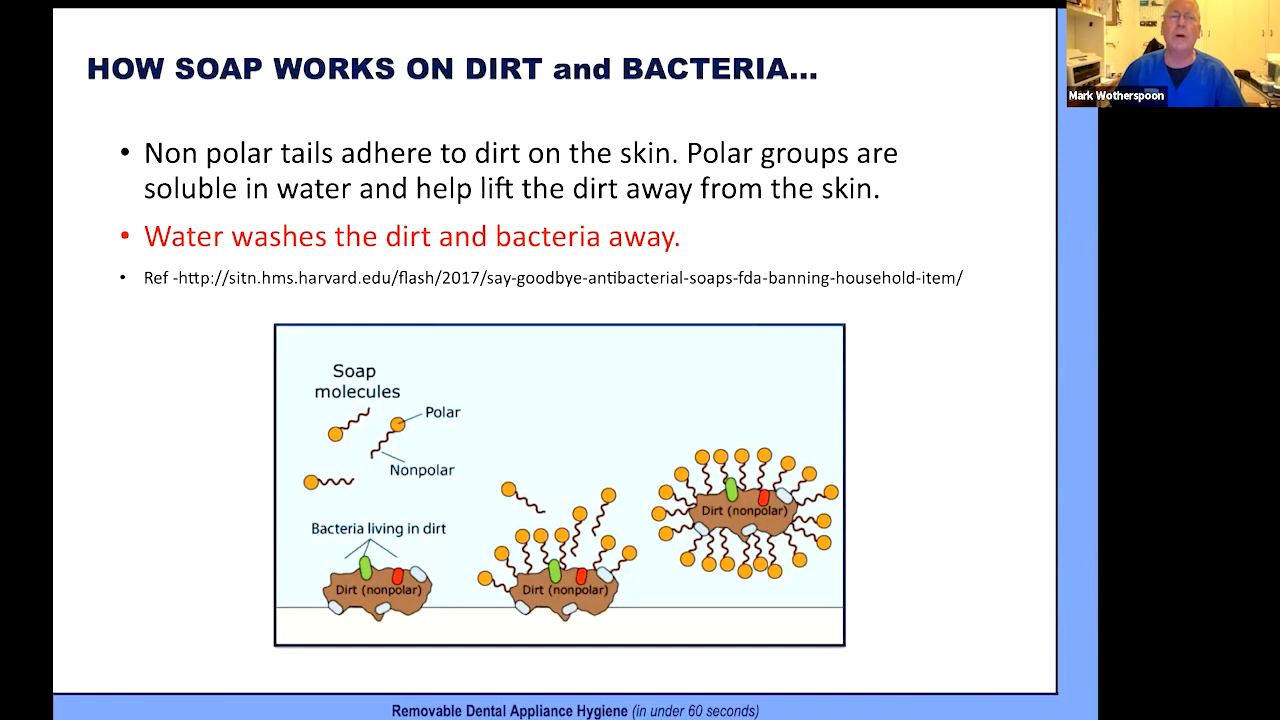 HOW SOAP WORKS ON DIRT and BACTERIA...
Mark Wotherspoon
• Non polar tails adhere to dirt on the skin. Polar groups are
soluble in water and help lift the dirt away from the skin.
• Water washes the dirt and bacteria away.
• Ref -http://sitn.hms.harvard.edu/flash/2017/say-goodbye-antibacterial-soaps-fda-banning-household-item/
Soap
molecules
Polar
Nonpolar
Bacteria living in dirt
Dirt (nonpolar)
Dirt (nonpolar)
Dirt (nonpolar)
Removable Dental Appliance Hygiene (in under 60 seconds)